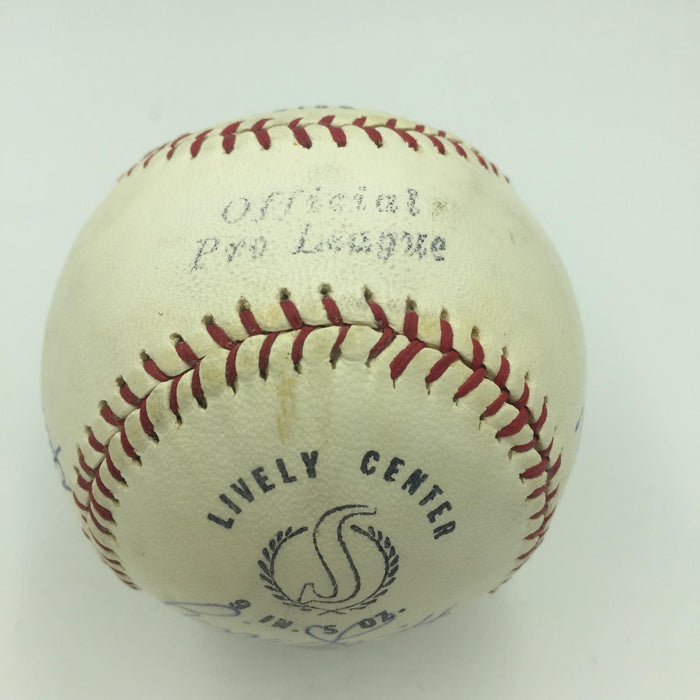 Official
Pro League
LIVELY CENTER
S
9 IN. 5 OZ.